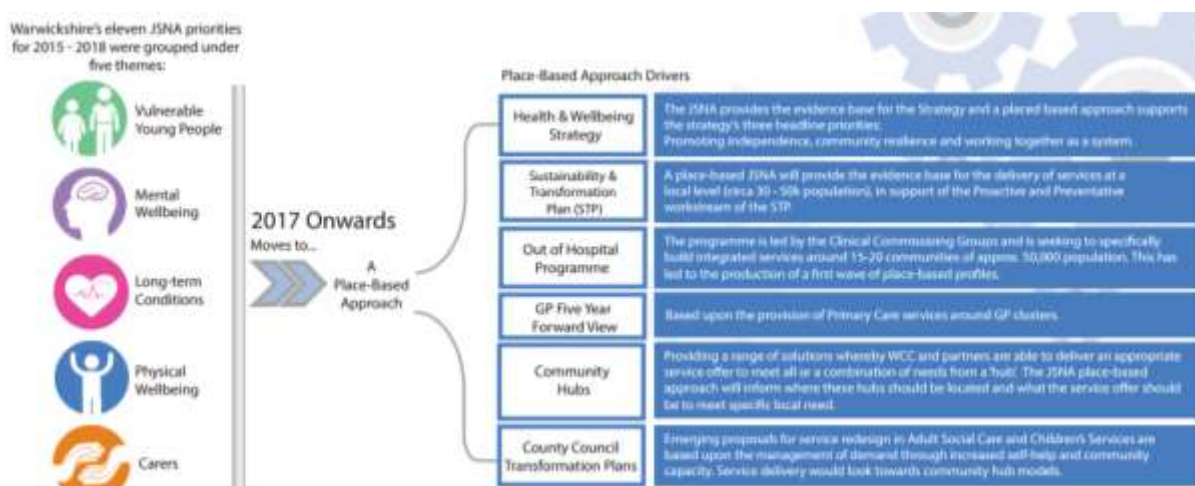 Warwickshire's eleven JSNA priorities
for 2015 - 2018 were grouped under
five themes:
Vulnerable
Young People
Mental
Wellbeing
Long-term
Conditions
Physical
Wellbeing
Carers
2017 Onwards
Moves to...
A
Place-Based
Approach
Place-Based Approach Drivers
Health & Wellbeing
Strategy
The JSNA provides the evidence base for the Strategy and a placed based approach supports
the strategy's three headline priorities:
Promoting independence, community resilience and working together as a system
Sustainability &
Transformation
Plan (STP)
A place-based JSNA will provide the evidence base for the delivery of services at a
local level (circa 30 - 50k population), in support of the Proactive and Preventative
workstream of the STP.
Out of Hospital
Programme
The programme is led by the Clinical Commissioning Groups and is seeking to specifically
build integrated services around 15-20 communities of approx. 50,000 population. This has
led to the production of a first wave of place-based profiles.
GP Five Year
Forward View
Based upon the provision of Primary Care services around GP clusters
Community
Hubs
Providing a range of solutions whereby WCC and partners are able to deliver an appropriate
service offer to meet all or a combination of needs from a 'hub'. The JSNA place-based
approach will inform where these hubs should be located and what the service offer should
be to meet specific local need.
County Council
Transformation Plans
Emerging proposals for service redesign in Adult Social Care and Children's Services are
based upon the management of demand through increased self-help and community
capacity. Service delivery would look towards community hub models.